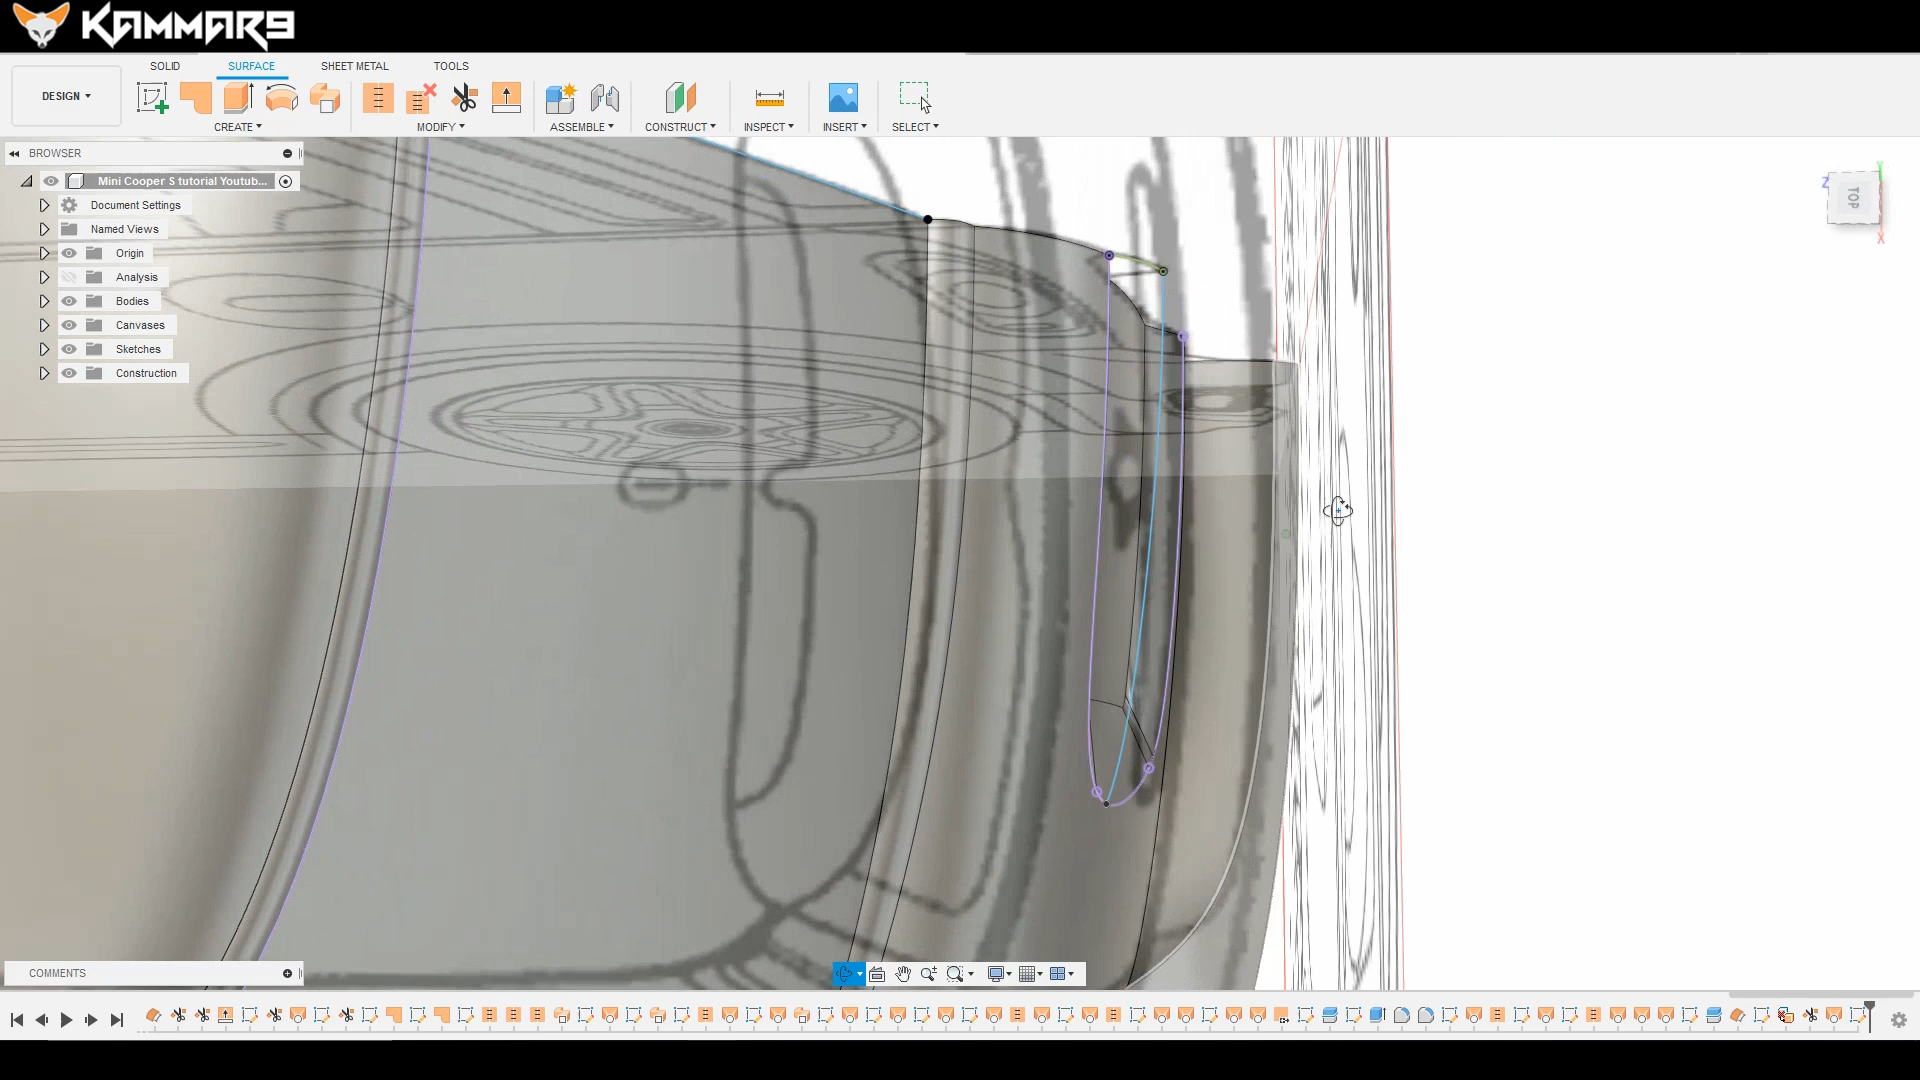 KAMMAR9
SOLID SURFACE SHEET METAL TOOLS
DESIGN
CREATE MODIFY ASSEMBLE CONSTRUCT INSPECT INSERT SELECT
BROWSER
Mini Cooper S tutorial Youtub...
Document Settings
Named Views
Origin
Analysis
Bodies
Canvases
Sketches
Construction
Y
Z
TOP
X
COMMENTS